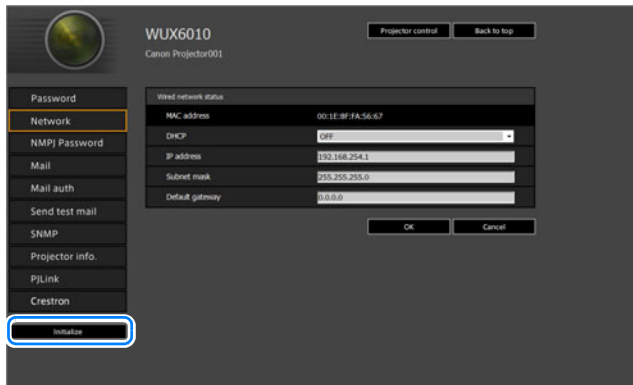 WUX6010
Canon Projector001
Projector control
Back to top
Password
Network
NMPJ Password
Mail
Mail auth
Send test mail
SNMP
Projector info.
PJLink
Crestron
Initialize
Wired network status
MAC address 00:1E:8F:FA:56:67
DHCP OFF
IP address 192.168.254.1
Subnet mask 255.255.255.0
Default gateway 0.0.0.0
OK
Cancel